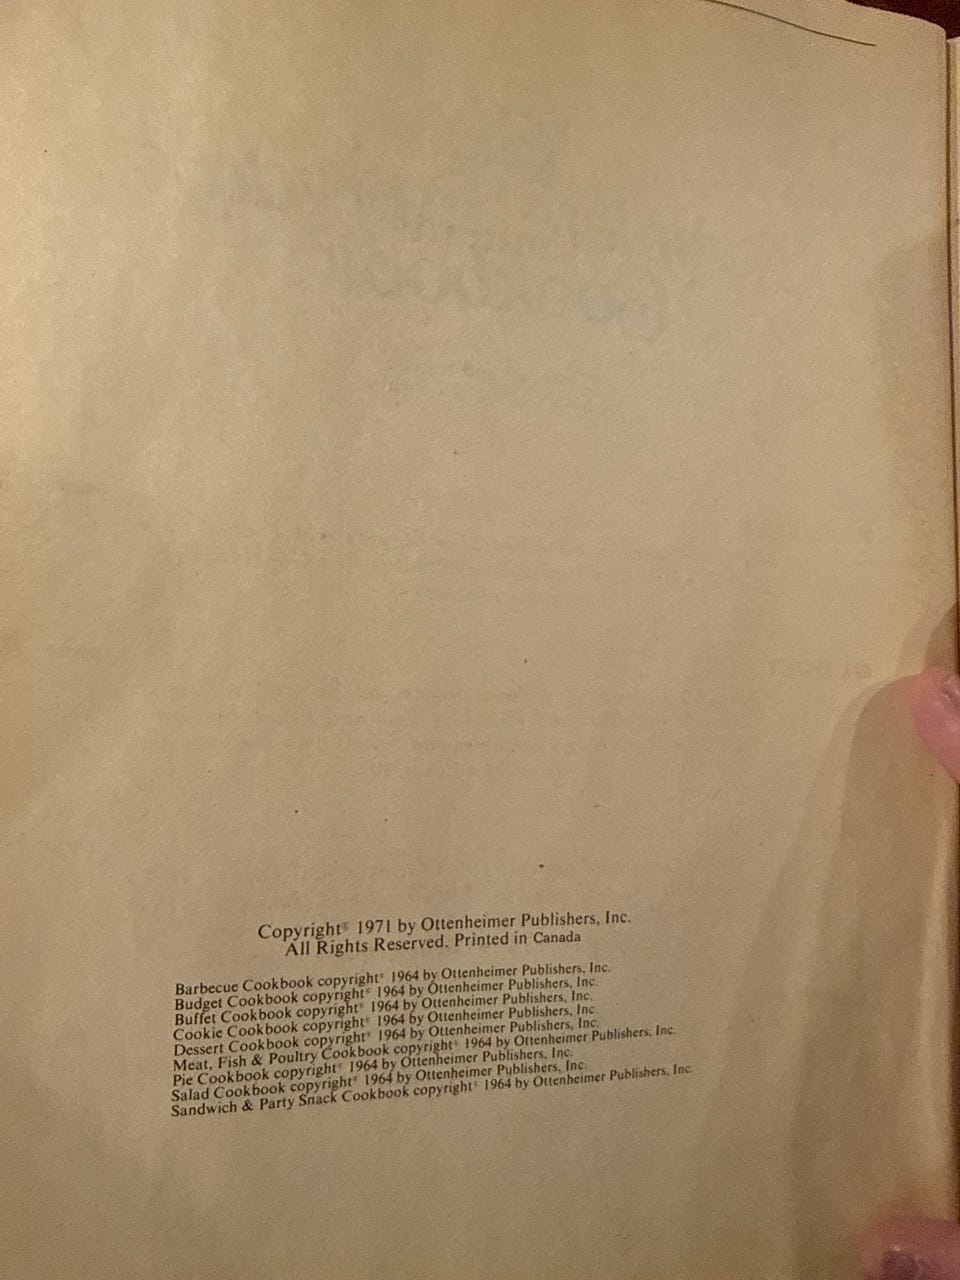 Copyright© 1971 by Ottenheimer Publishers, Inc.
All Rights Reserved. Printed in Canada
Barbecue Cookbook copyright© 1964 by Ottenheimer Publishers, Inc.
Budget Cookbook copyright© 1964 by Ottenheimer Publishers, Inc.
Buffet Cookbook copyright© 1964 by Ottenheimer Publishers, Inc.
Cookie Cookbook copyright© 1964 by Ottenheimer Publishers, Inc.
Dessert Cookbook copyright© 1964 by Ottenheimer Publishers, Inc.
Meat, Fish & Poultry Cookbook copyright© 1964 by Ottenheimer Publishers, Inc.
Pie Cookbook copyright© 1964 by Ottenheimer Publishers, Inc.
Salad Cookbook copyright© 1964 by Ottenheimer Publishers, Inc.
Sandwich & Party Snack Cookbook copyright© 1964 by Ottenheimer Publishers, Inc.